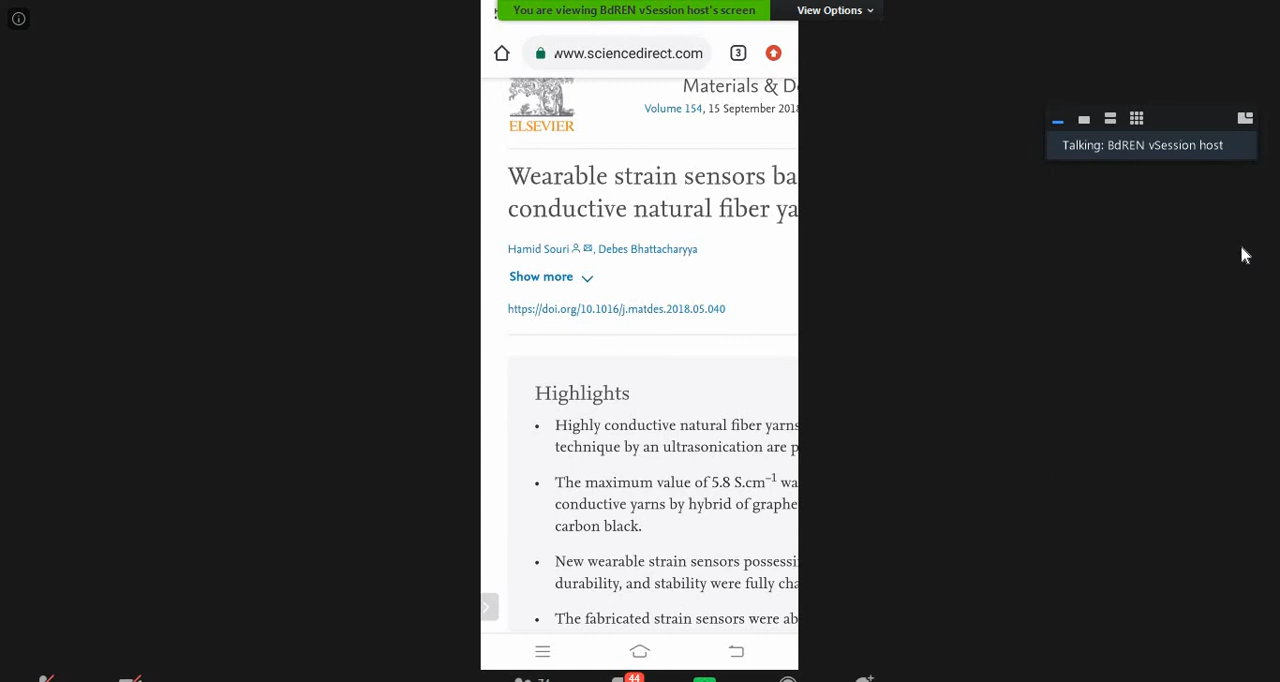 You are viewing BdREN vSession host's screen
View Options
www.sciencedirect.com
3
Materials & D
ELSEVIER
Volume 154, 15 September 2018
Talking: BdREN vSession host
Wearable strain sensors ba
conductive natural fiber ya
Hamid Souri, Debes Bhattacharyya
Show more
https://doi.org/10.1016/j.matdes.2018.05.040
Highlights
• Highly conductive natural fiber yarns
technique by an ultrasonication are p
• The maximum value of 5.8 S.cm⁻¹ wa
conductive yarns by hybrid of graphe
carbon black.
• New wearable strain sensors possessi
durability, and stability were fully cha
• The fabricated strain sensors were ab
44